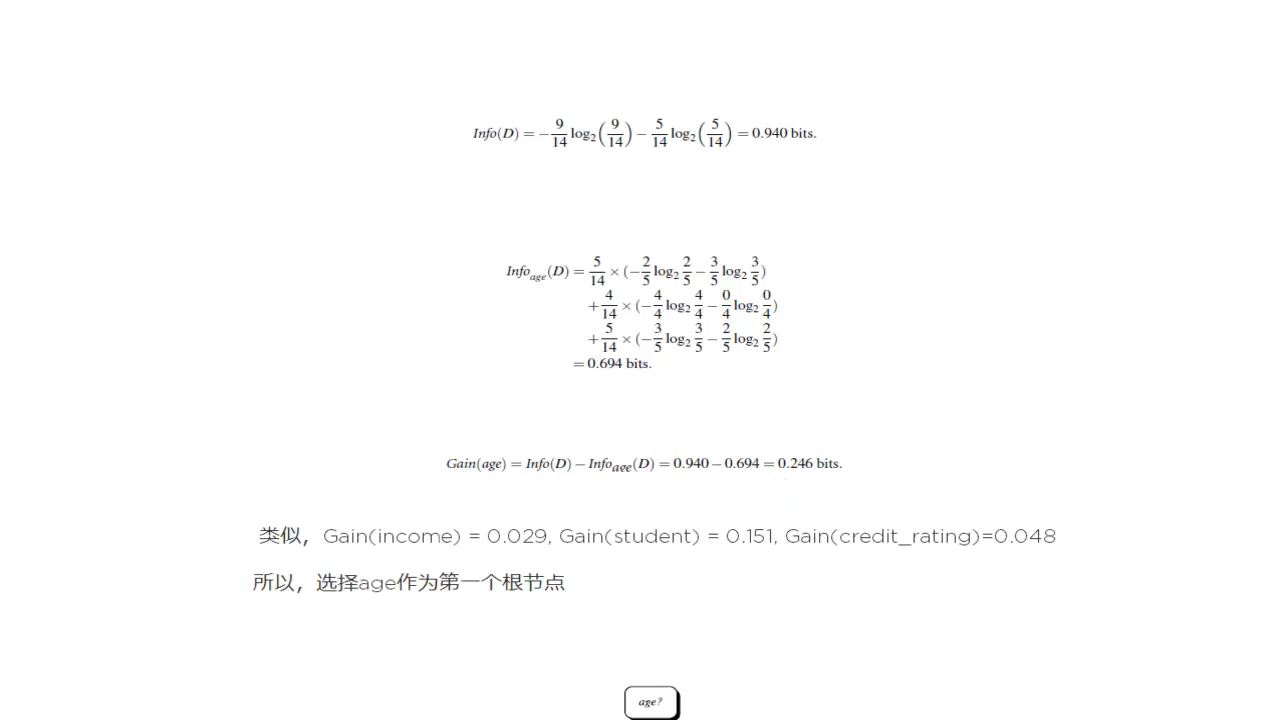 Info(D) = −9/14 log₂(9/14) − 5/14 log₂(5/14) = 0.940 bits.
Info_age(D) = 5/14 × (−2/5 log₂ 2/5 − 3/5 log₂ 3/5)
+ 4/14 × (−4/4 log₂ 4/4 − 0/4 log₂ 0/4)
+ 5/14 × (−3/5 log₂ 3/5 − 2/5 log₂ 2/5)
= 0.694 bits.
Gain(age) = Info(D) − Info_age(D) = 0.940 − 0.694 = 0.246 bits.
类似，Gain(income) = 0.029, Gain(student) = 0.151, Gain(credit_rating)=0.048
所以，选择age作为第一个根节点
age?